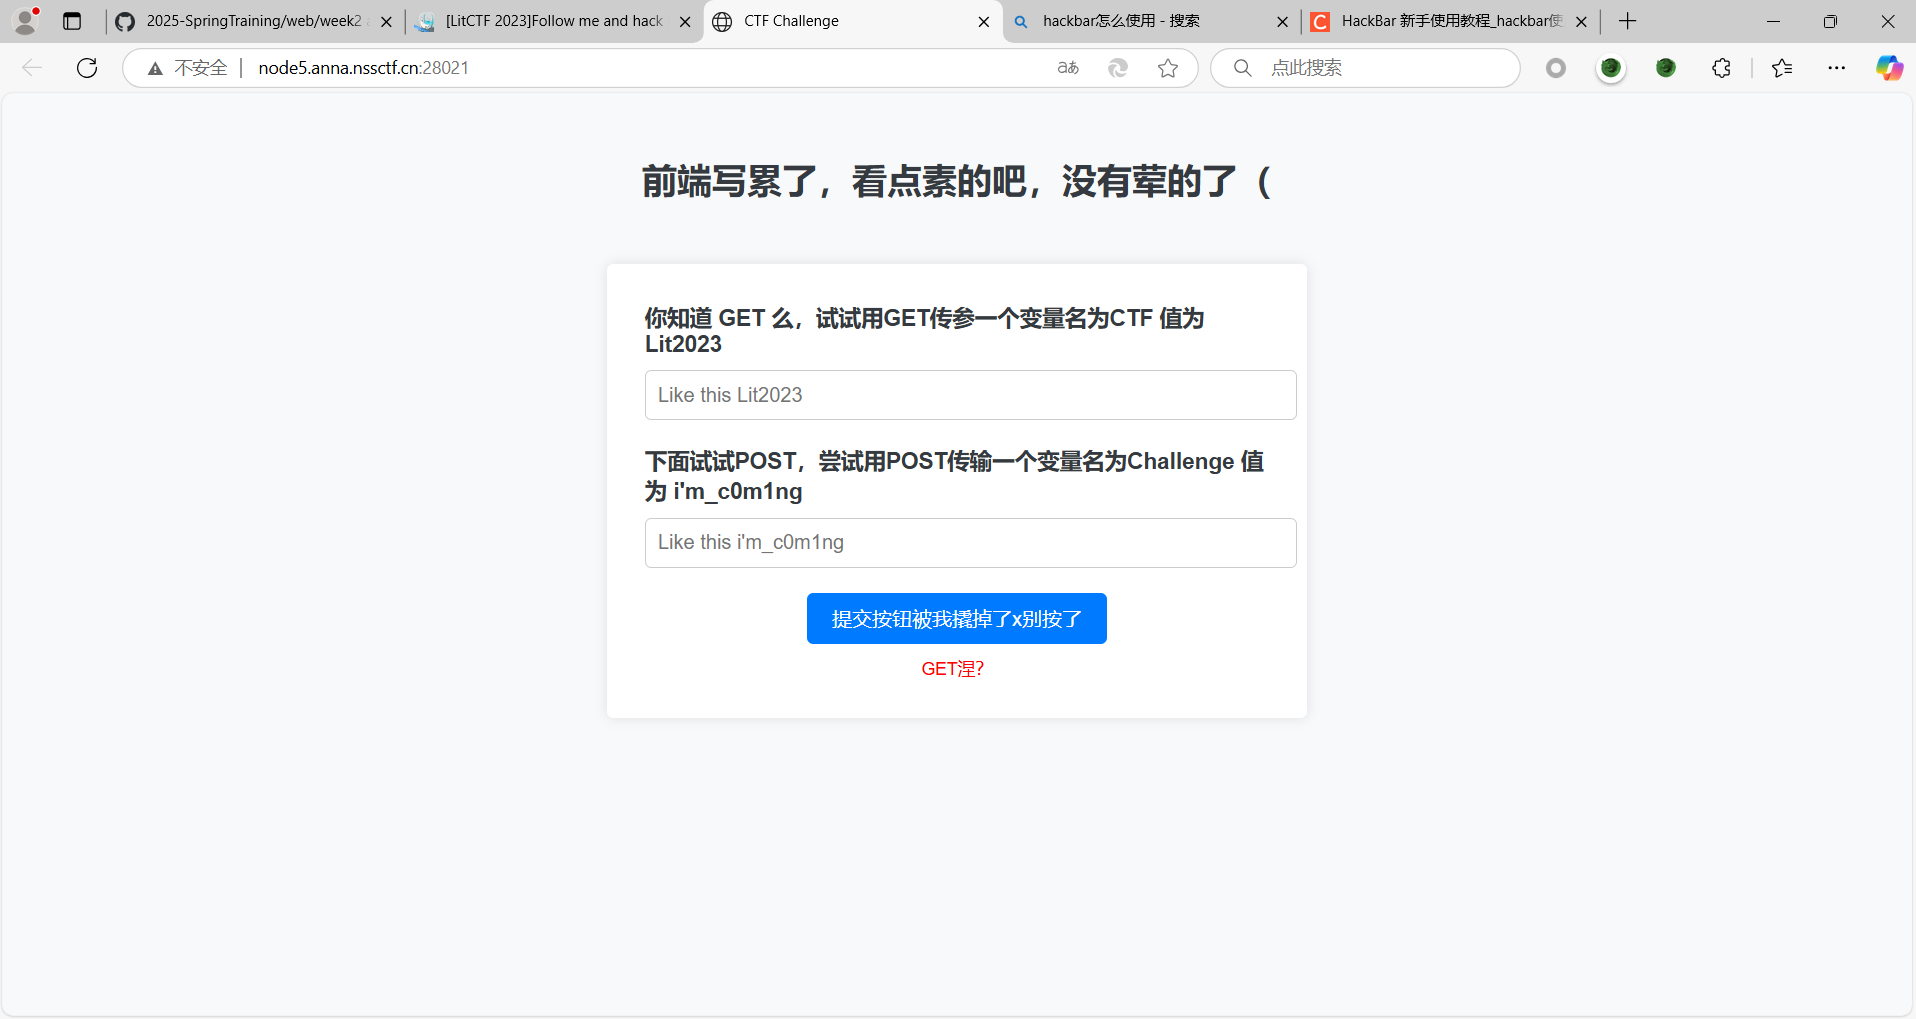 2025-SpringTraining/web/week2
[LitCTF 2023]Follow me and hack
CTF Challenge
hackbar怎么使用 - 搜索
HackBar 新手使用教程_hackbar使
不安全
node5.anna.nssctf.cn:28021
点此搜索
前端写累了，看点素的吧，没有荤的了（
你知道 GET 么，试试用GET传参一个变量名为CTF 值为
Lit2023
Like this Lit2023
下面试试POST，尝试用POST传输一个变量名为Challenge 值
为 i'm_c0m1ng
Like this i'm_c0m1ng
提交按钮被我撬掉了x别按了
GET涅?